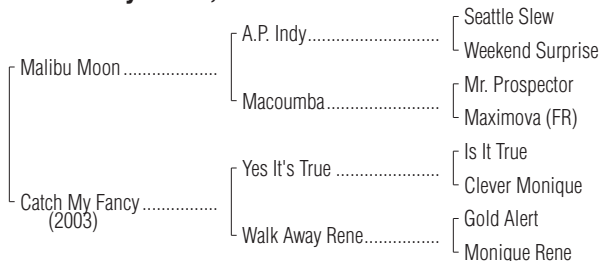 Seattle Slew
A.P. Indy
Weekend Surprise
Malibu Moon
Mr. Prospector
Macoumba
Maximova (FR)
Is It True
Yes It's True
Clever Monique
Catch My Fancy
(2003)
Gold Alert
Walk Away Rene
Monique Rene